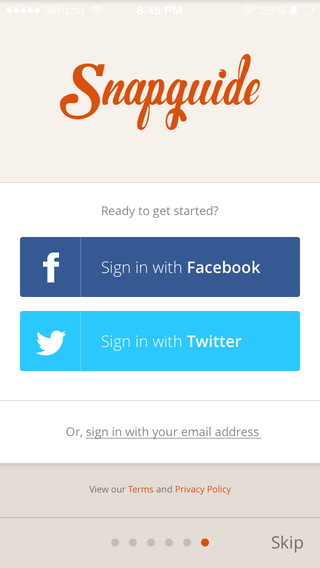 Verizon 8:45 PM 28%
Snapguide
Ready to get started?
Sign in with Facebook
Sign in with Twitter
Or, sign in with your email address
View our Terms and Privacy Policy
Skip